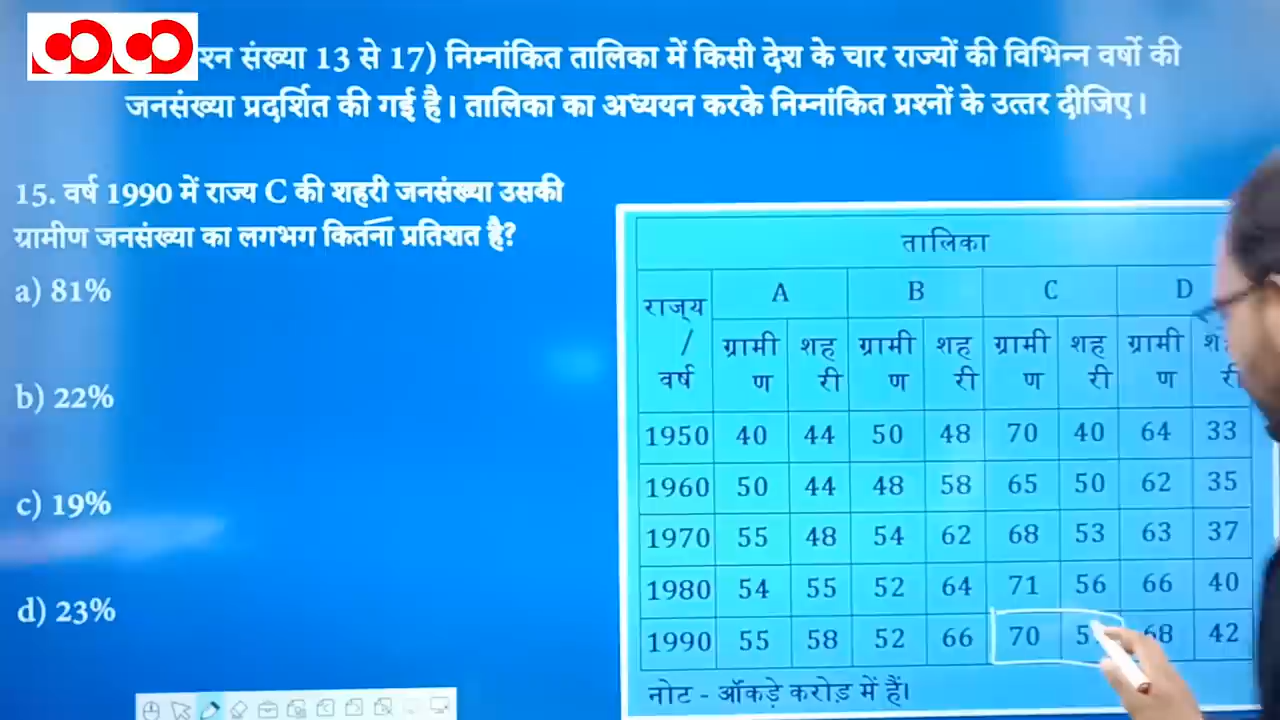 संख्या 13 से 17) निम्नांकित तालिका में किसी देश के चार राज्यों की विभिन्न वर्षो की
जनसंख्या प्रदर्शित की गई है। तालिका का अध्ययन करके निम्नांकित प्रश्नों के उत्तर दीजिए।
15. वर्ष 1990 में राज्य C की शहरी जनसंख्या उसकी
ग्रामीण जनसंख्या का लगभग कितना प्रतिशत है?
a) 81%
b) 22%
c) 19%
d) 23%
तालिका
राज्य / वर्ष A B C D
ग्रामीण शहरी ग्रामीण शहरी ग्रामीण शहरी ग्रामीण
1950 40 44 50 48 70 40 64 33
1960 50 44 48 58 65 50 62 35
1970 55 48 54 62 68 53 63 37
1980 54 55 52 64 71 56 66 40
1990 55 58 52 66 70 68 42
नोट - आँकड़े करोड़ में हैं।